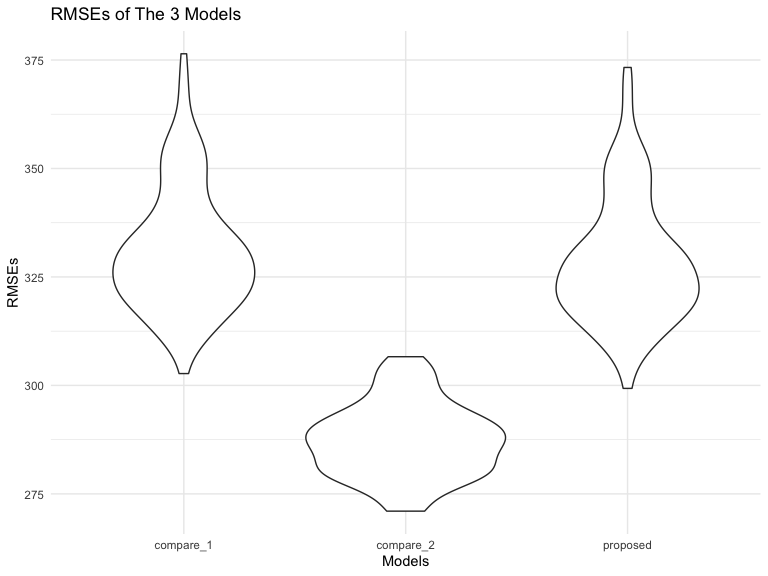 RMSEs of The 3 Models
RMSEs
375
350
325
300
275
compare_1
compare_2
proposed
Models